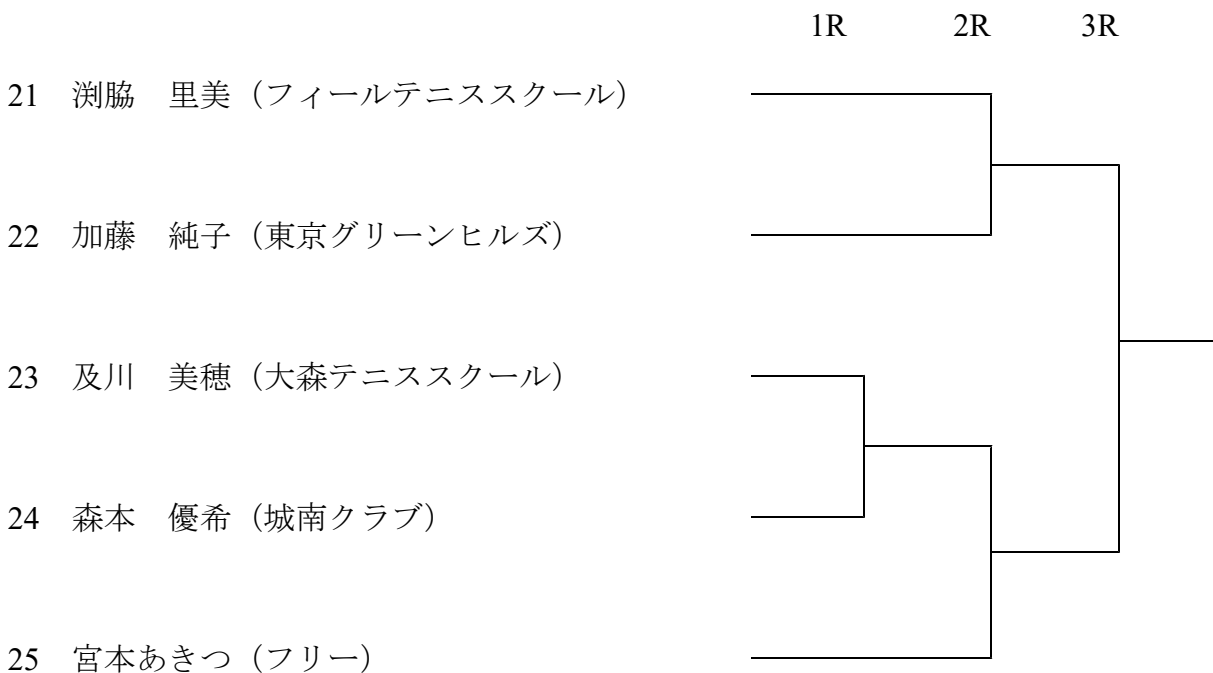 1R 2R 3R
21 渕脇 里美（フィールテニススクール）
22 加藤 純子（東京グリーンヒルズ）
23 及川 美穂（大森テニススクール）
24 森本 優希（城南クラブ）
25 宮本あきつ（フリー）